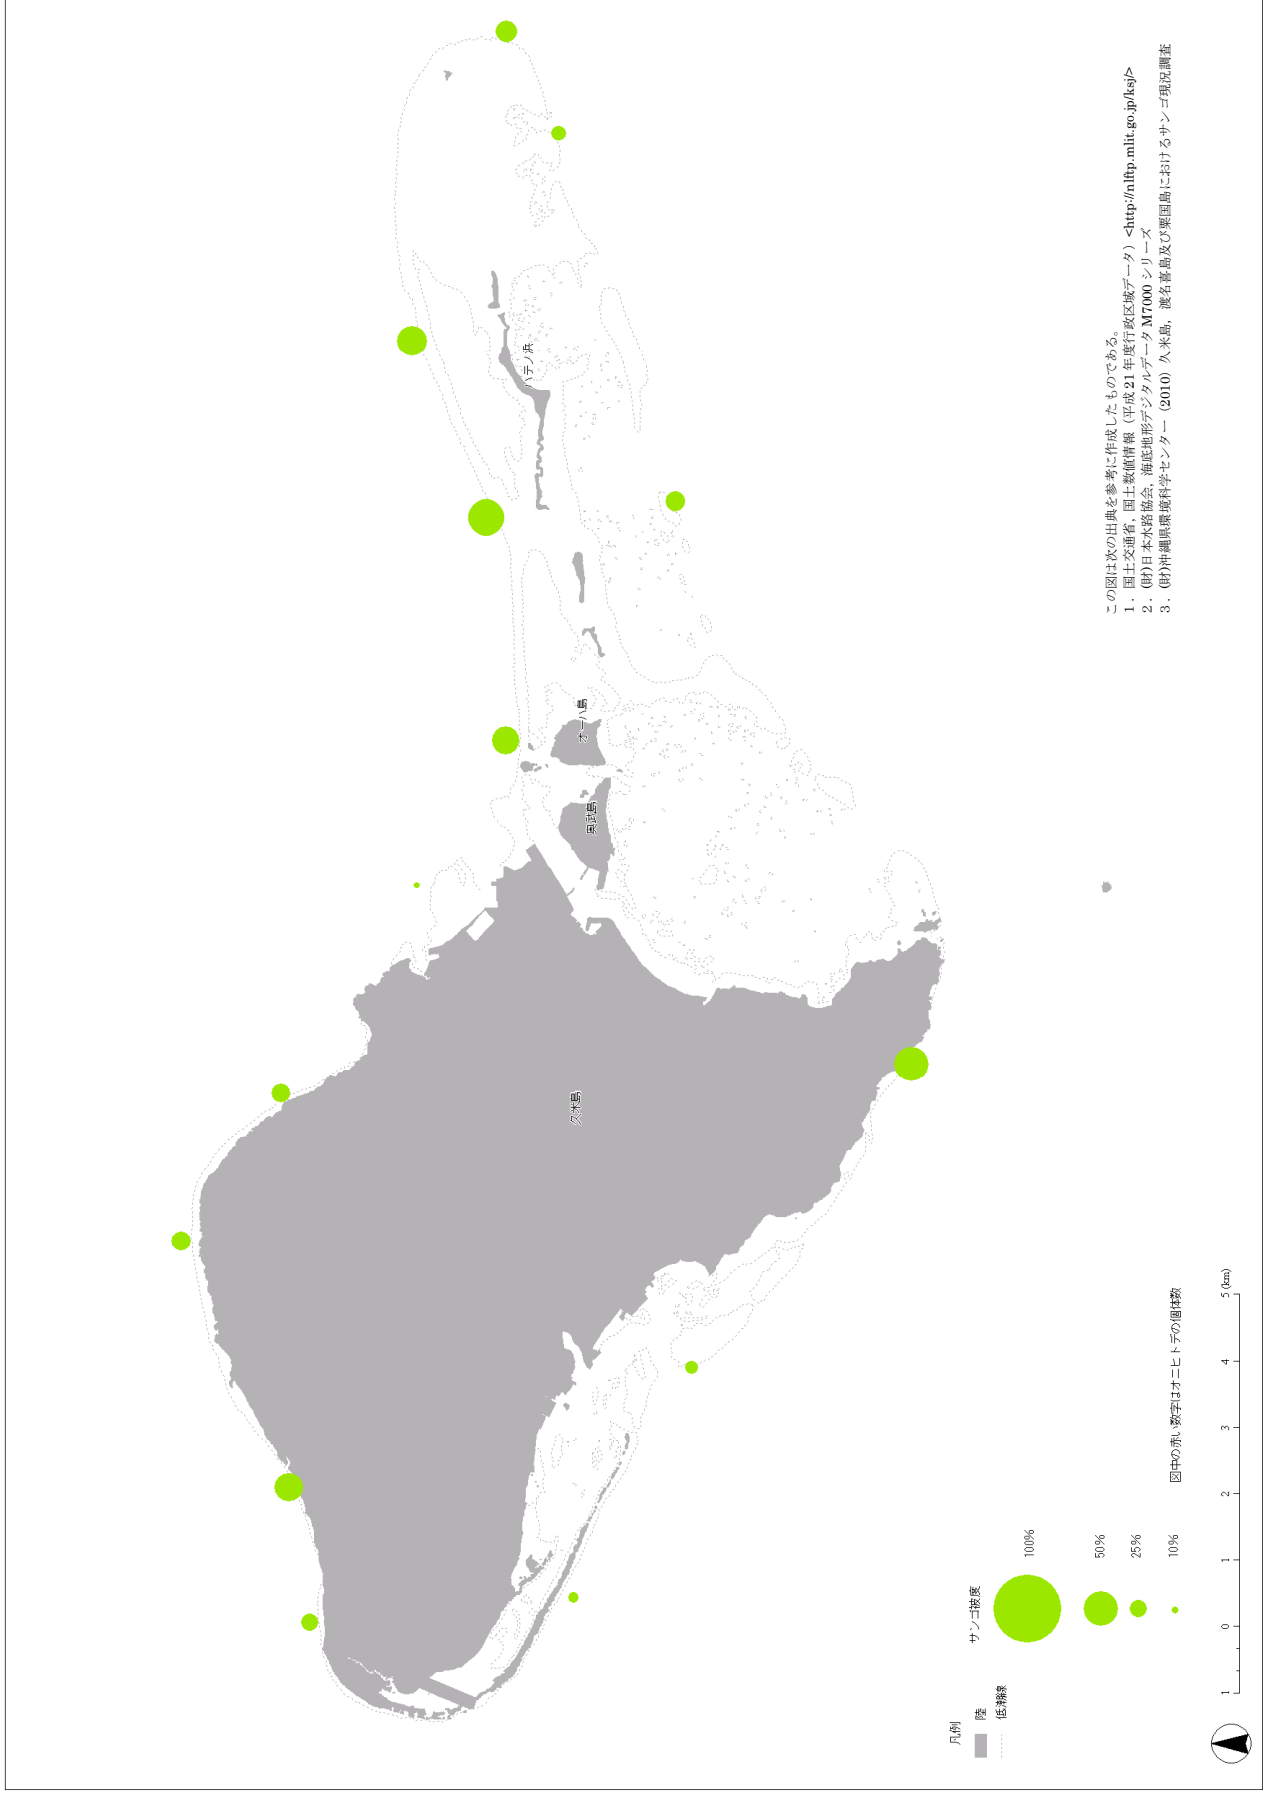 ハテノ浜
オーハ島
奥武島
久米島
この図は次の出典を参考に作成したものである。
1．国土交通省，国土数値情報（平成21年度行政区域データ）<http://nlftp.mlit.go.jp/ksj/>
2．(財)日本水路協会，海底地形デジタルデータM7000シリーズ
3．(財)沖縄県環境科学センター（2010）久米島，渡名喜島及び粟国島におけるサンゴ現況調査
凡例
陸
低潮線
サンゴ被度
100%
50%
25%
10%
図中の赤い数字はオニヒトデの個体数
1 0 1 2 3 4 5 (km)